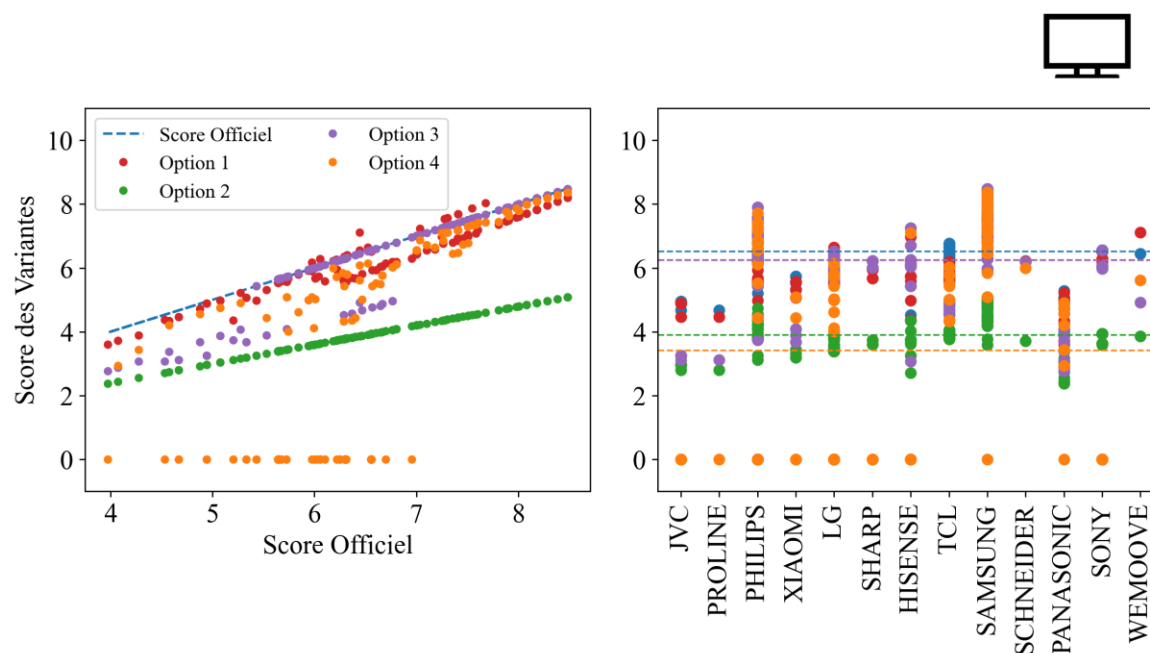 Score des Variantes
10
8
6
4
2
0
Score Officiel
Option 1
Option 2
Option 3
Option 4
4
5
6
7
8
Score Officiel
10
8
6
4
2
0
JVC
PROLINE
PHILIPS
XIAOMI
LG
SHARP
HISENSE
TCL
SAMSUNG
SCHNEIDER
PANASONIC
SONY
WEMOOVE